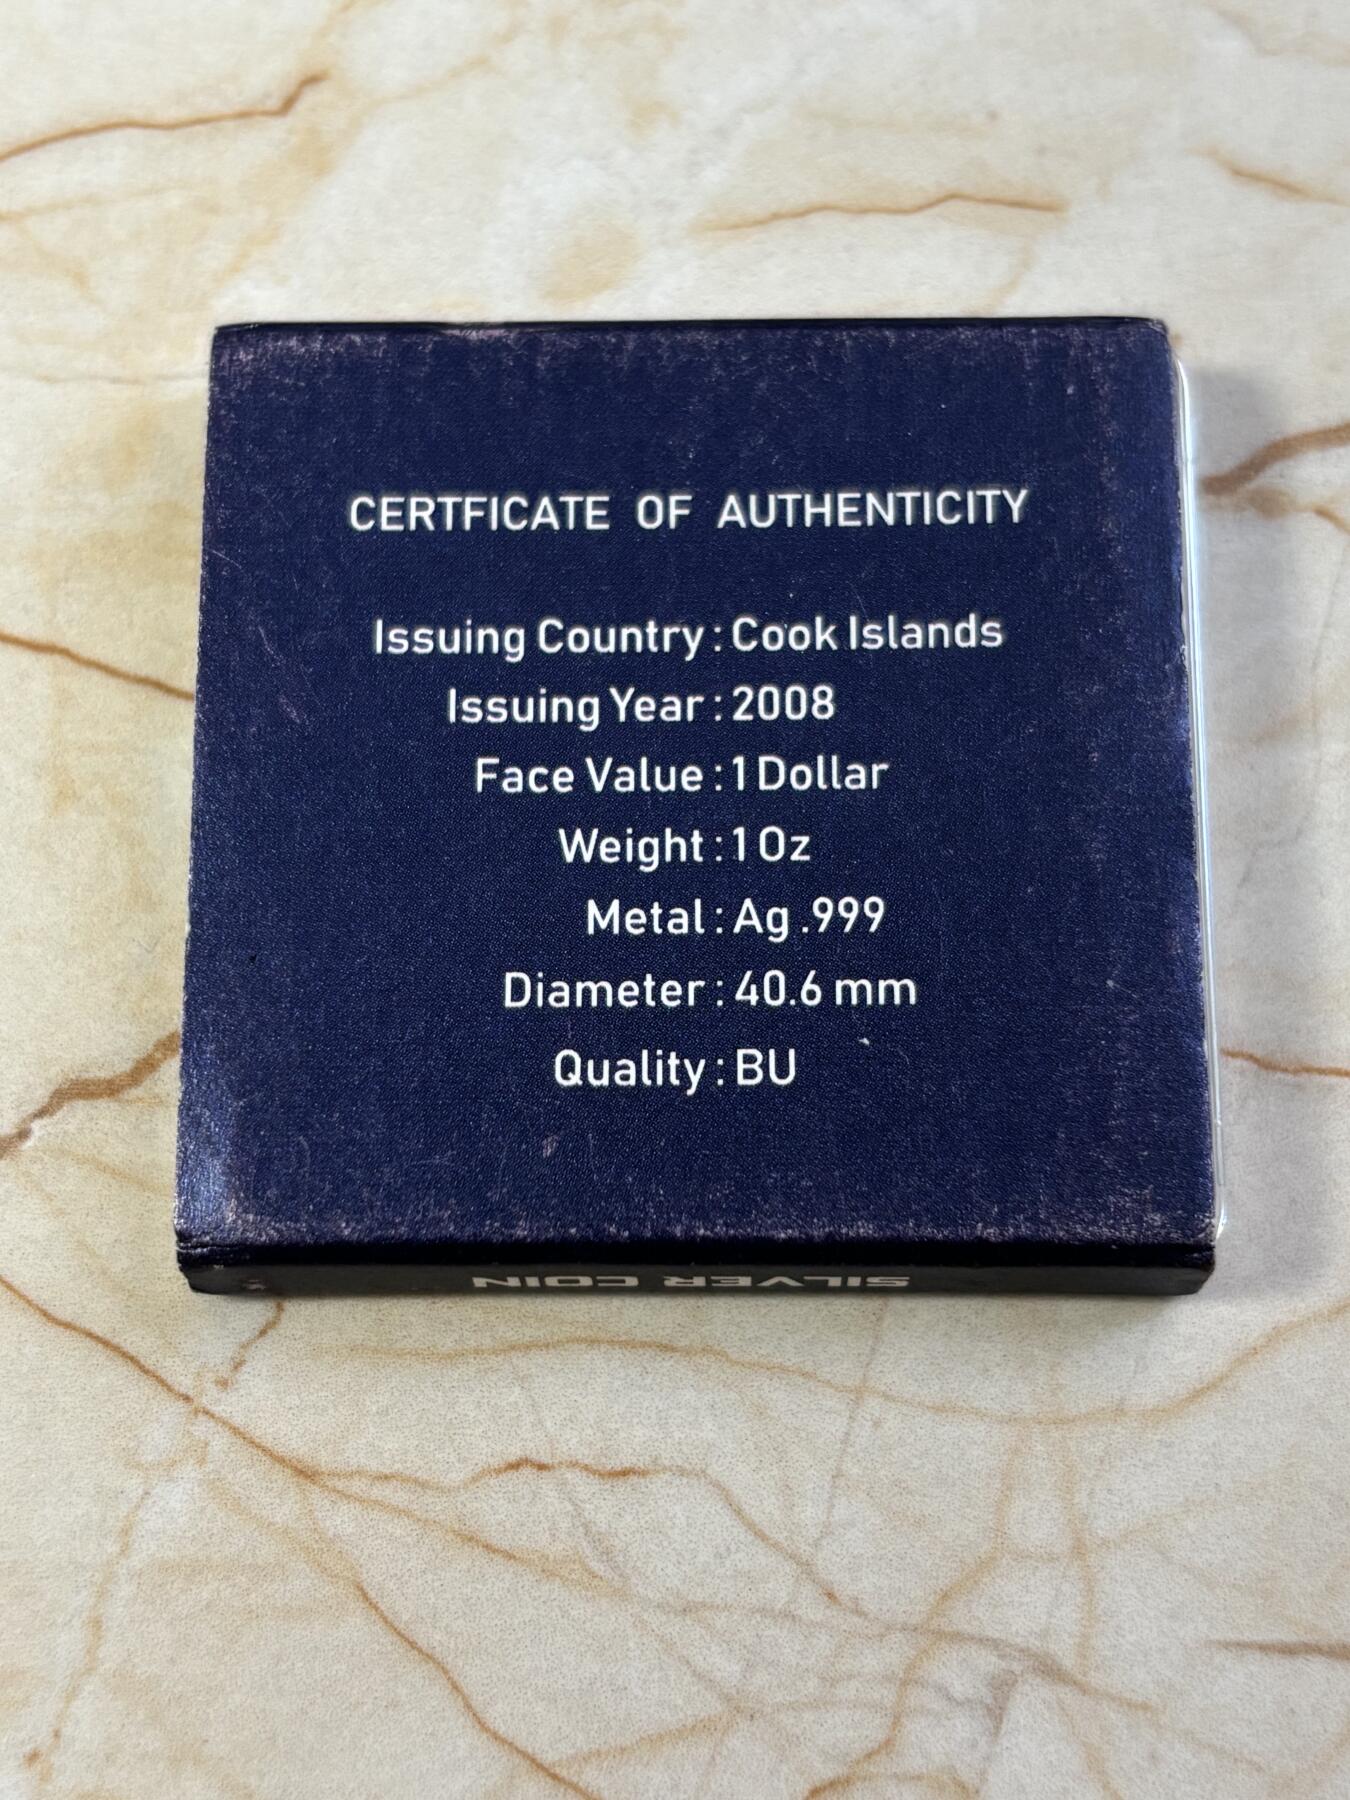 CERTFICATE OF AUTHENTICITY
Issuing Country : Cook Islands
Issuing Year : 2008
Face Value : 1 Dollar
Weight : 1 Oz
Metal : Ag .999
Diameter : 40.6 mm
Quality : BU
SILVER COIN